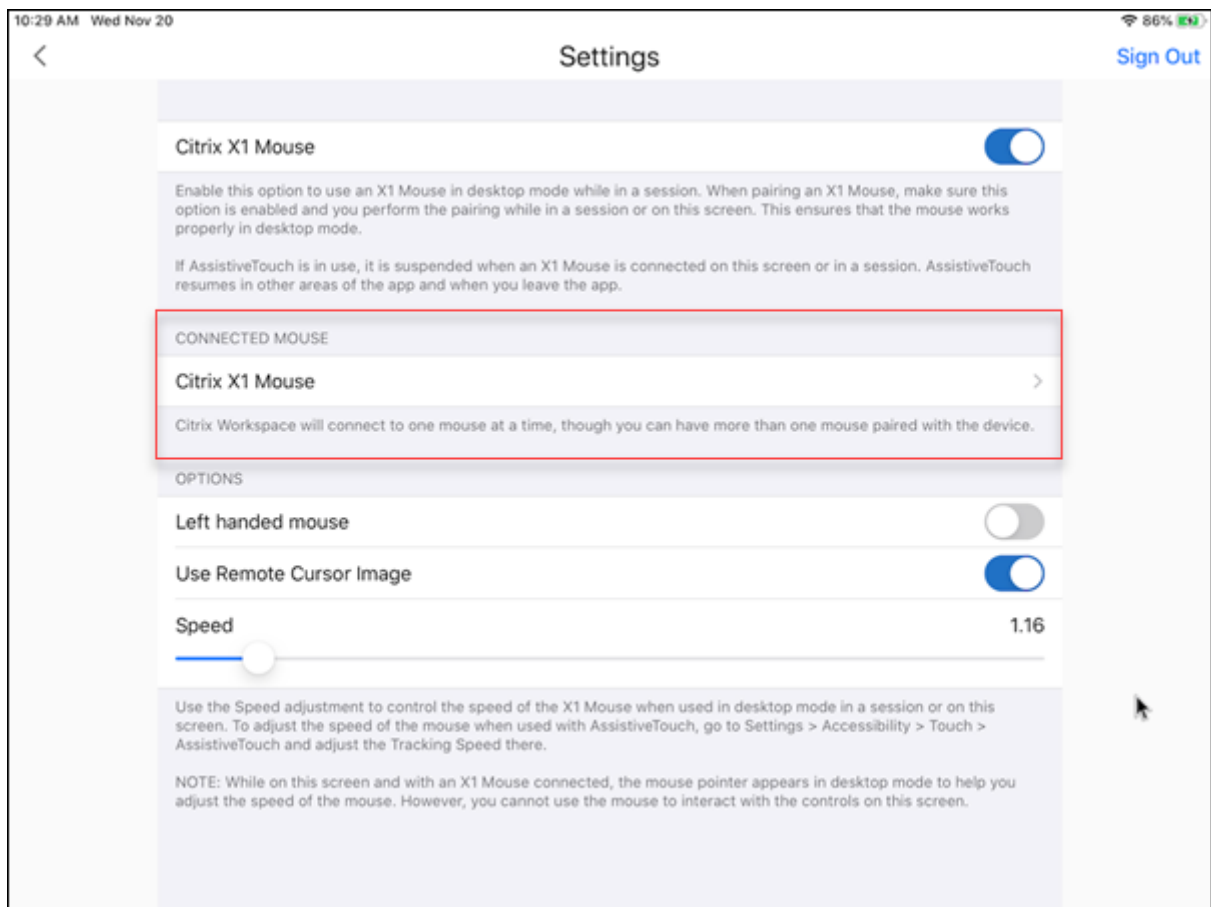 10:29 AM Wed Nov 20
86%
Settings
Sign Out
Citrix X1 Mouse
Enable this option to use an X1 Mouse in desktop mode while in a session. When pairing an X1 Mouse, make sure this
option is enabled and you perform the pairing while in a session or on this screen. This ensures that the mouse works
properly in desktop mode.
If AssistiveTouch is in use, it is suspended when an X1 Mouse is connected on this screen or in a session. AssistiveTouch
resumes in other areas of the app and when you leave the app.
CONNECTED MOUSE
Citrix X1 Mouse
Citrix Workspace will connect to one mouse at a time, though you can have more than one mouse paired with the device.
OPTIONS
Left handed mouse
Use Remote Cursor Image
Speed
1.16
Use the Speed adjustment to control the speed of the X1 Mouse when used in desktop mode in a session or on this
screen. To adjust the speed of the mouse when used with AssistiveTouch, go to Settings > Accessibility > Touch >
AssistiveTouch and adjust the Tracking Speed there.
NOTE: While on this screen and with an X1 Mouse connected, the mouse pointer appears in desktop mode to help you
adjust the speed of the mouse. However, you cannot use the mouse to interact with the controls on this screen.